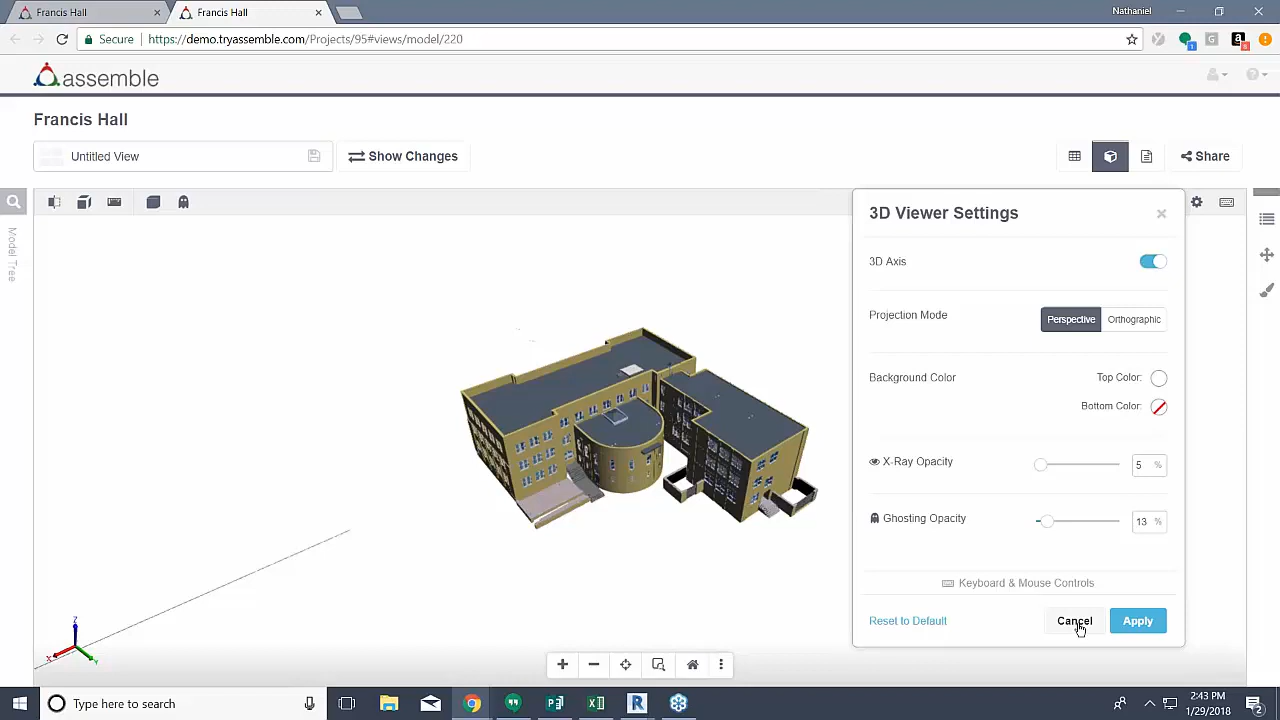 Francis Hall
Francis Hall
Nathaniel
Secure
https://demo.tryassemble.com/Projects/95#views/model/220
assemble
Francis Hall
Untitled View
Show Changes
Share
Model Tree
3D Viewer Settings
3D Axis
Projection Mode
Perspective
Orthographic
Background Color
Top Color:
Bottom Color:
X-Ray Opacity
5 %
Ghosting Opacity
13 %
Keyboard & Mouse Controls
Reset to Default
Cancel
Apply
Z
X
Y
Type here to search
2:43 PM
1/29/2018
2